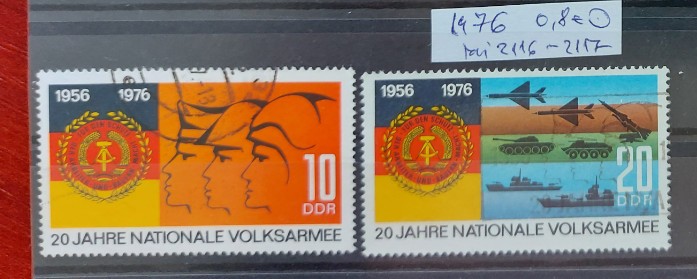 1976 0,8€
Mi 2116-2117
1956 1976
10
DDR
20 JAHRE NATIONALE VOLKSARMEE
1956 1976
20
DDR
20 JAHRE NATIONALE VOLKSARMEE